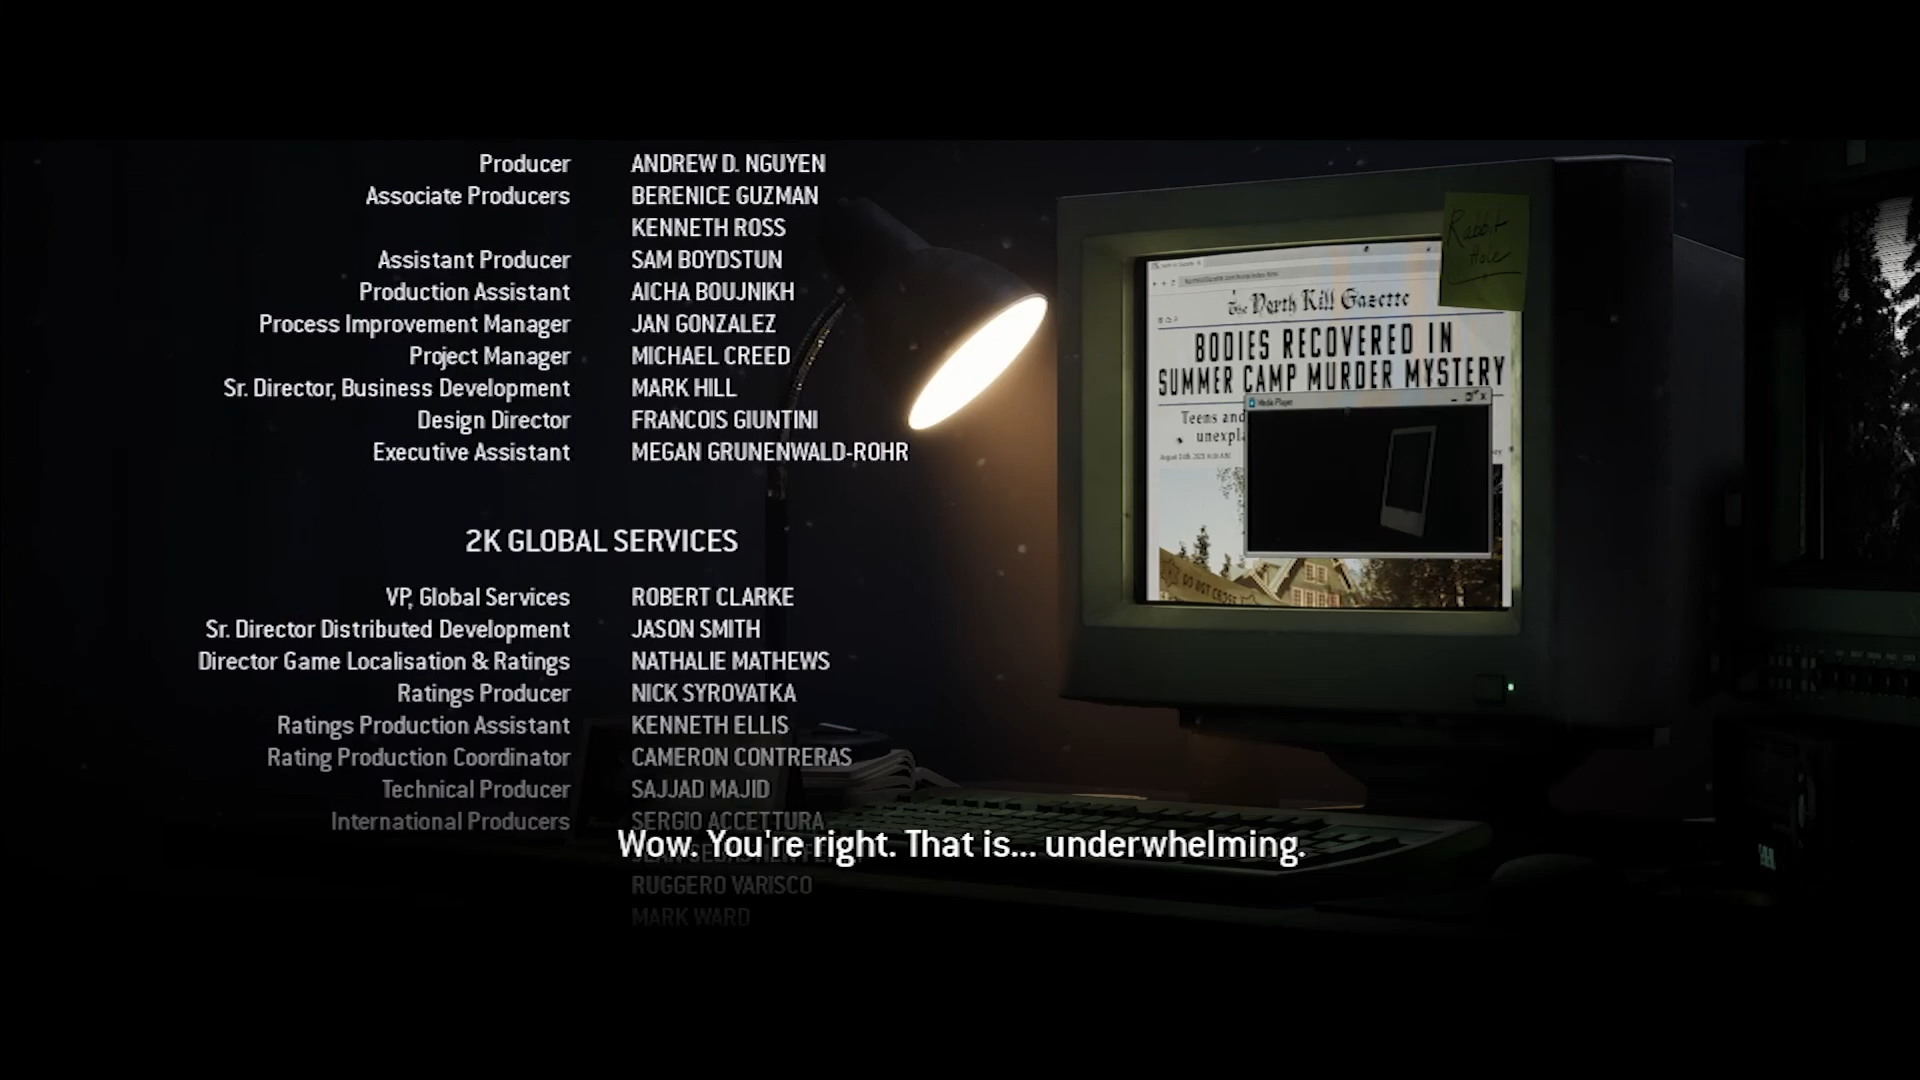 Producer ANDREW D. NGUYEN
Associate Producers BERENICE GUZMAN
KENNETH ROSS
Assistant Producer SAM BOYDSTUN
Production Assistant AICHA BOUJNIKH
Process Improvement Manager JAN GONZALEZ
Project Manager MICHAEL CREED
Sr. Director, Business Development MARK HILL
Design Director FRANCOIS GIUNTINI
Executive Assistant MEGAN GRUNENWALD-ROHR
2K GLOBAL SERVICES
VP, Global Services ROBERT CLARKE
Sr. Director Distributed Development JASON SMITH
Director Game Localisation & Ratings NATHALIE MATHEWS
Ratings Producer NICK SYROVATKA
Ratings Production Assistant KENNETH ELLIS
Rating Production Coordinator CAMERON CONTRERAS
Technical Producer SAJJAD MAJID
International Producers SERGIO ACCETTURA
RUGGERO VARISCO
MARK WARD
Wow. You're right. That is... underwhelming.
Rabbit
Hole
The North Kill Gazette
BODIES RECOVERED IN
SUMMER CAMP MURDER MYSTERY
Teens and
Media Player
DO NOT CROSS